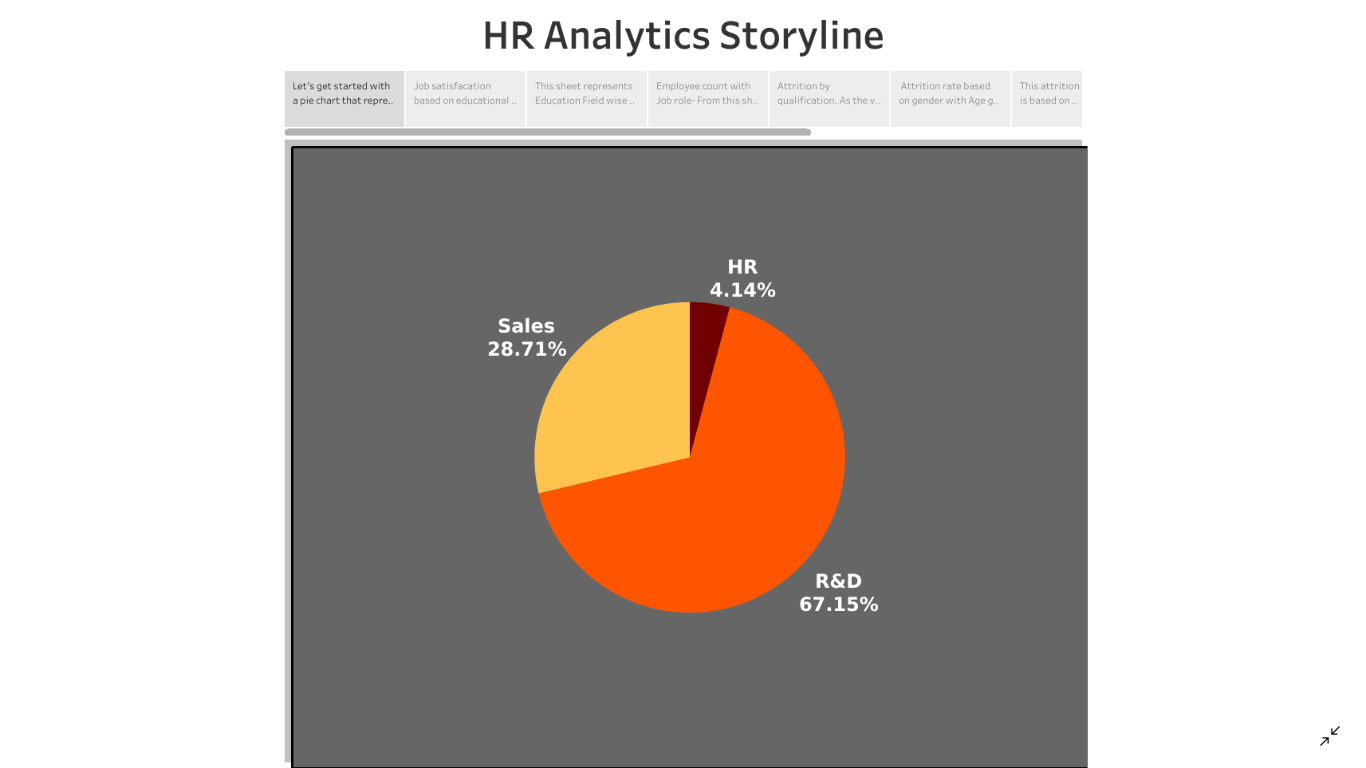 HR Analytics Storyline
Let's get started with
a pie chart that repre..
Job satisfacation
based on educational ..
This sheet represents
Education Field wise ..
Employee count with
Job role- From this sh..
Attrition by
qualification. As the v..
Attrition rate based
on gender with Age g..
This attrition
is based on ..
HR
4.14%
Sales
28.71%
R&D
67.15%